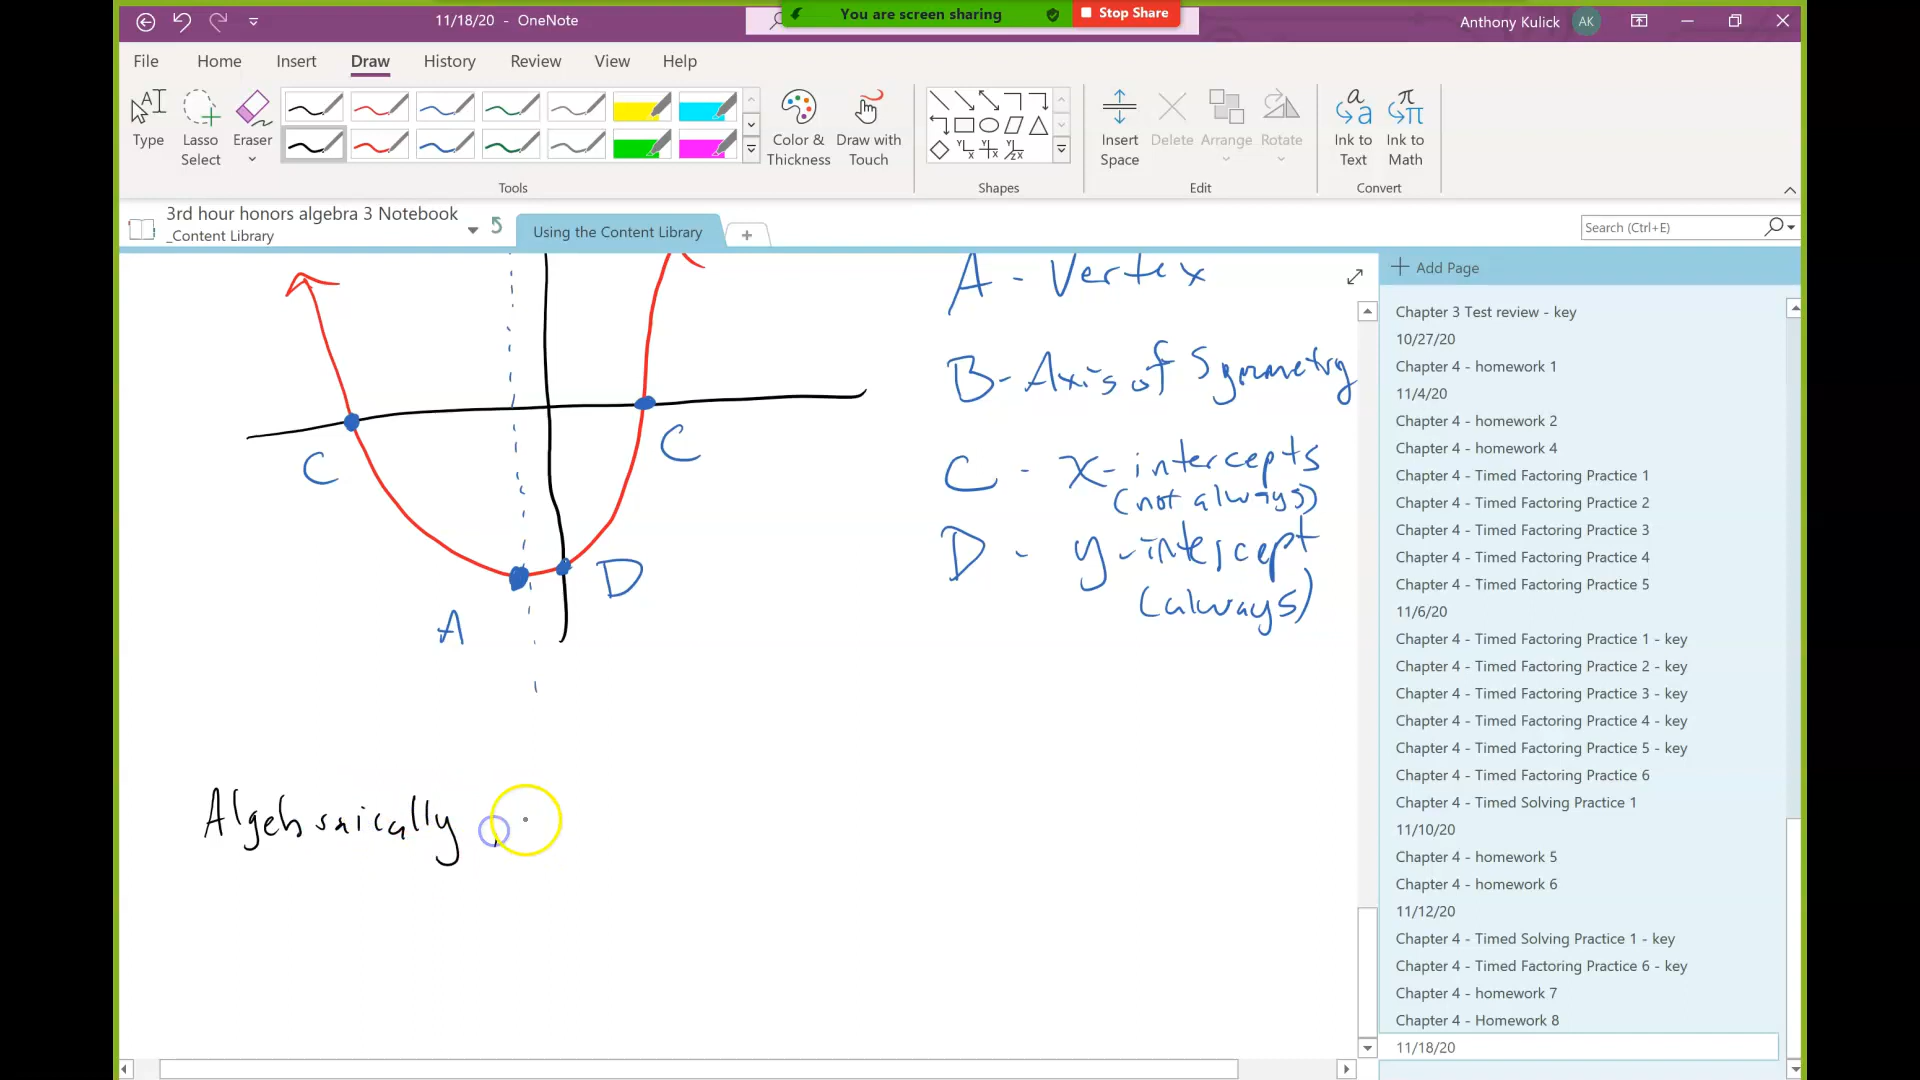 11/18/20 - OneNote
You are screen sharing
Stop Share
Anthony Kulick
AK
File Home Insert Draw History Review View Help
Type
Lasso Select
Eraser
Color & Thickness
Draw with Touch
Insert Space
Delete
Arrange
Rotate
Ink to Text
Ink to Math
Tools
Shapes
Edit
Convert
3rd hour honors algebra 3 Notebook
_Content Library
Using the Content Library
Search (Ctrl+E)
A - Vertex
B - Axis of Symmetry
C - x-intercepts
(not always)
D - y-intercept
(always)
C
C
D
A
Algebraically,
Add Page
Chapter 3 Test review - key
10/27/20
Chapter 4 - homework 1
11/4/20
Chapter 4 - homework 2
Chapter 4 - homework 4
Chapter 4 - Timed Factoring Practice 1
Chapter 4 - Timed Factoring Practice 2
Chapter 4 - Timed Factoring Practice 3
Chapter 4 - Timed Factoring Practice 4
Chapter 4 - Timed Factoring Practice 5
11/6/20
Chapter 4 - Timed Factoring Practice 1 - key
Chapter 4 - Timed Factoring Practice 2 - key
Chapter 4 - Timed Factoring Practice 3 - key
Chapter 4 - Timed Factoring Practice 4 - key
Chapter 4 - Timed Factoring Practice 5 - key
Chapter 4 - Timed Factoring Practice 6
Chapter 4 - Timed Solving Practice 1
11/10/20
Chapter 4 - homework 5
Chapter 4 - homework 6
11/12/20
Chapter 4 - Timed Solving Practice 1 - key
Chapter 4 - Timed Factoring Practice 6 - key
Chapter 4 - homework 7
Chapter 4 - Homework 8
11/18/20